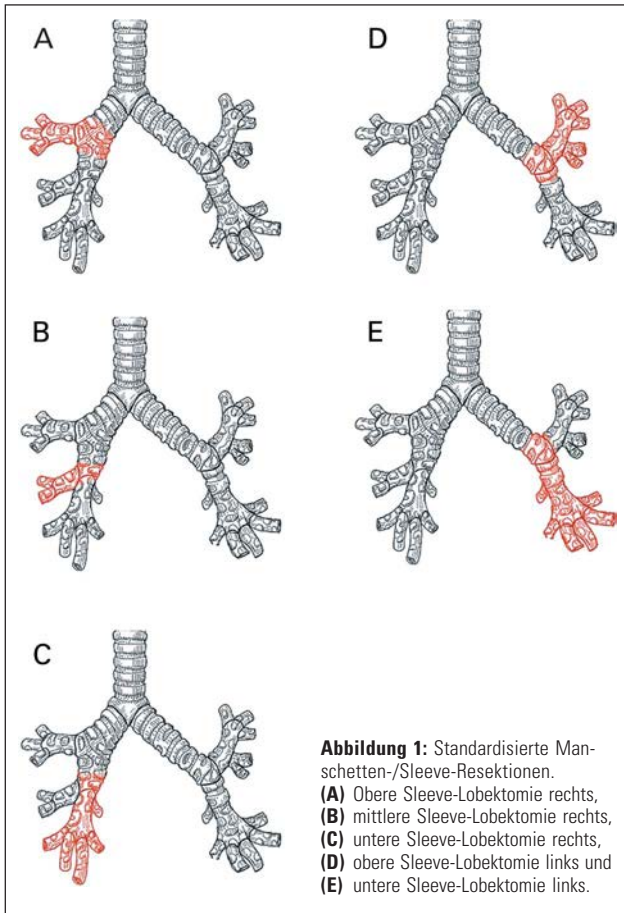 A
D
B
E
C
Abbildung 1: Standardisierte Man-
schetten-/Sleeve-Resektionen.
(A) Obere Sleeve-Lobektomie rechts,
(B) mittlere Sleeve-Lobektomie rechts,
(C) untere Sleeve-Lobektomie rechts,
(D) obere Sleeve-Lobektomie links und
(E) untere Sleeve-Lobektomie links.